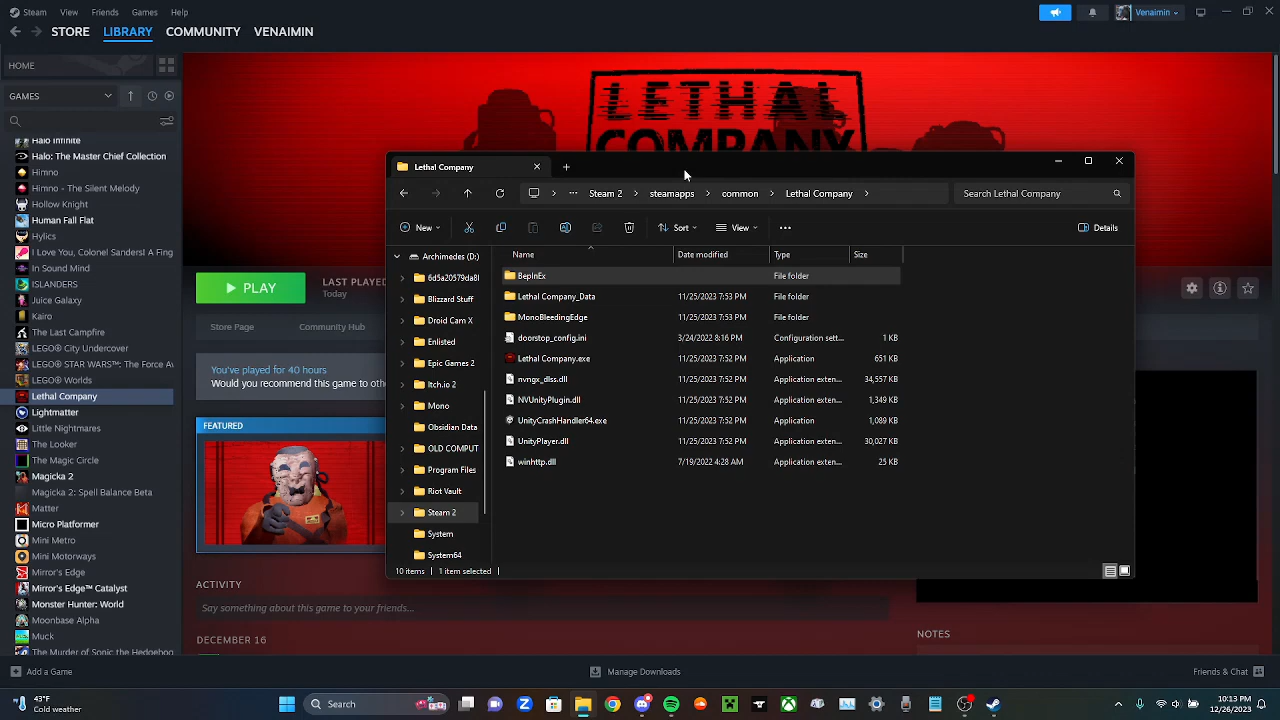 Steam View Friends Games Help Venaimin
STORE LIBRARY COMMUNITY VENAIMIN
HOME
GAMES
LETHAL
COMPANY
Halo Infinite
Halo: The Master Chief Collection
Himno
Himno - The Silent Melody
Hollow Knight
Human Fall Flat
Hylics
I Love You, Colonel Sanders! A Fing
In Sound Mind
ISLANDERS
Juice Galaxy
Kairo
The Last Campfire
LEGO® City Undercover
LEGO® STAR WARS™: The Force Av
LEGO® Worlds
Lethal Company
Lightmatter
Little Nightmares
The Looker
The Magic Circle
Magicka 2
Magicka 2: Spell Balance Beta
Matter
Micro Platformer
Mini Metro
Mini Motorways
Mirror's Edge
Mirror's Edge™ Catalyst
Monster Hunter: World
Moonbase Alpha
Muck
The Murder of Sonic the Hedgehog
PLAY
LAST PLAYED
Today
Store Page Community Hub
You've played for 40 hours
Would you recommend this game to othe
FEATURED
ACTIVITY
Say something about this game to your friends...
DECEMBER 16
NOTES
Lethal Company
Steam 2 steamapps common Lethal Company Search Lethal Company
New Sort View Details
Archimedes (D:)
6d5a20579da8l
Blizzard Stuff
Droid Cam X
Enlisted
Epic Games 2
Itch.io 2
Mono
Obsidian Data
OLD COMPUT
Program Files
Riot Vault
Steam 2
System
System64
Name Date modified Type Size
BepInEx File folder
Lethal Company_Data 11/25/2023 7:53 PM File folder
MonoBleedingEdge 11/25/2023 7:53 PM File folder
doorstop_config.ini 3/24/2022 8:16 PM Configuration sett... 1 KB
Lethal Company.exe 11/25/2023 7:52 PM Application 651 KB
nvngx_dlss.dll 11/25/2023 7:52 PM Application exten... 34,557 KB
NVUnityPlugin.dll 11/25/2023 7:52 PM Application exten... 1,349 KB
UnityCrashHandler64.exe 11/25/2023 7:52 PM Application 1,089 KB
UnityPlayer.dll 11/25/2023 7:52 PM Application exten... 30,027 KB
winhttp.dll 7/19/2022 4:28 AM Application exten... 25 KB
10 items 1 item selected
Add a Game Manage Downloads Friends & Chat
43°F
Cold weather
Search
10:13 PM
12/26/2023